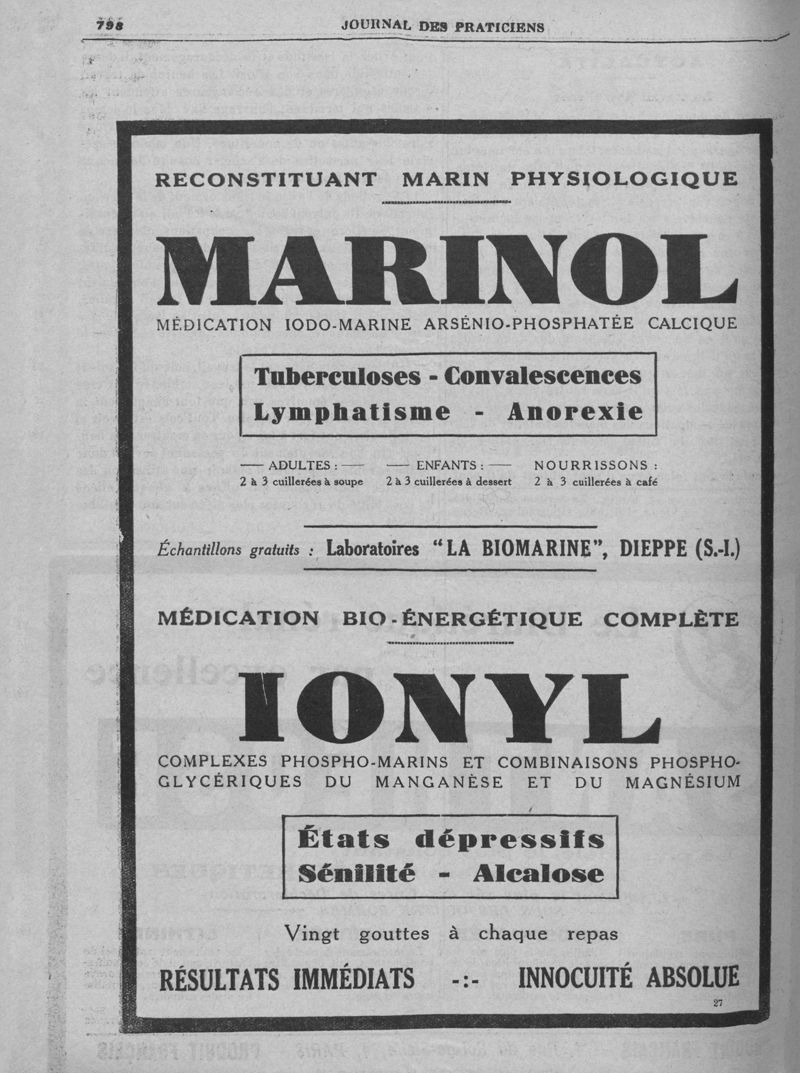 798
JOURNAL DES PRATICIENS
RECONSTITUANT MARIN PHYSIOLOGIQUE
MARINOL
MÉDICATION IODO-MARINE ARSÉNIO-PHOSPHATÉE CALCIQUE
Tuberculoses - Convalescences
Lymphatisme - Anorexie
— ADULTES : — — ENFANTS : — NOURRISSONS :
2 à 3 cuillerées à soupe 2 à 3 cuillerées à dessert 2 à 3 cuillerées à café
Échantillons gratuits : Laboratoires “LA BIOMARINE”, DIEPPE (S.-I.)
MÉDICATION BIO-ÉNERGÉTIQUE COMPLÈTE
IONYL
COMPLEXES PHOSPHO-MARINS ET COMBINAISONS PHOSPHO-
GLYCÉRIQUES DU MANGANÈSE ET DU MAGNÉSIUM
États dépressifs
Sénilité - Alcalose
Vingt gouttes à chaque repas
RÉSULTATS IMMÉDIATS -:- INNOCUITÉ ABSOLUE
27